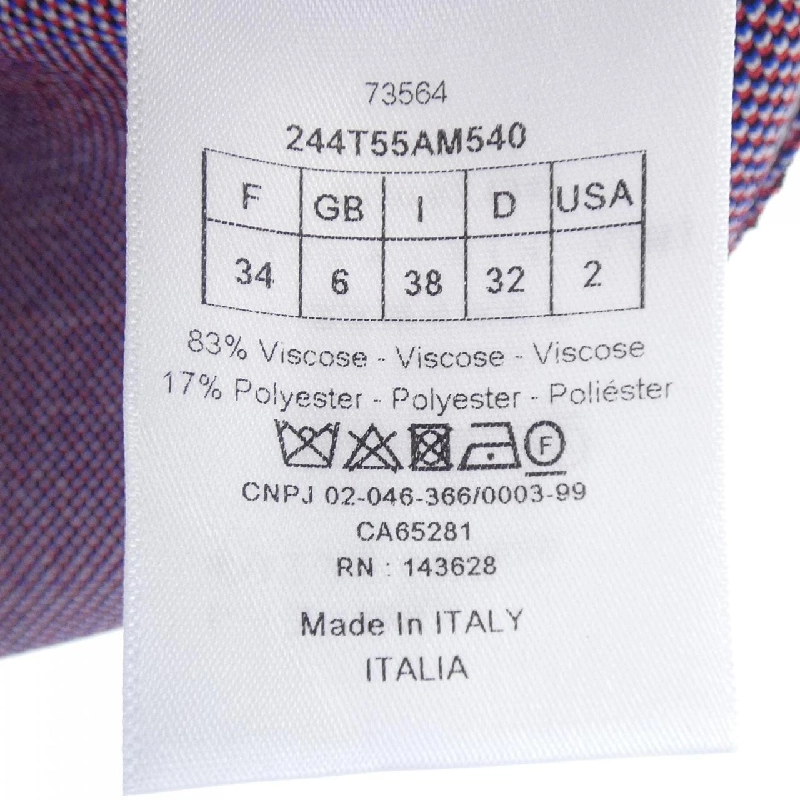 73564
244T55AM540
F GB I D USA
34 6 38 32 2
83% Viscose - Viscose - Viscose
17% Polyester - Polyester - Poliéster
F
CNPJ 02-046-366/0003-99
CA65281
RN : 143628
Made In ITALY
ITALIA